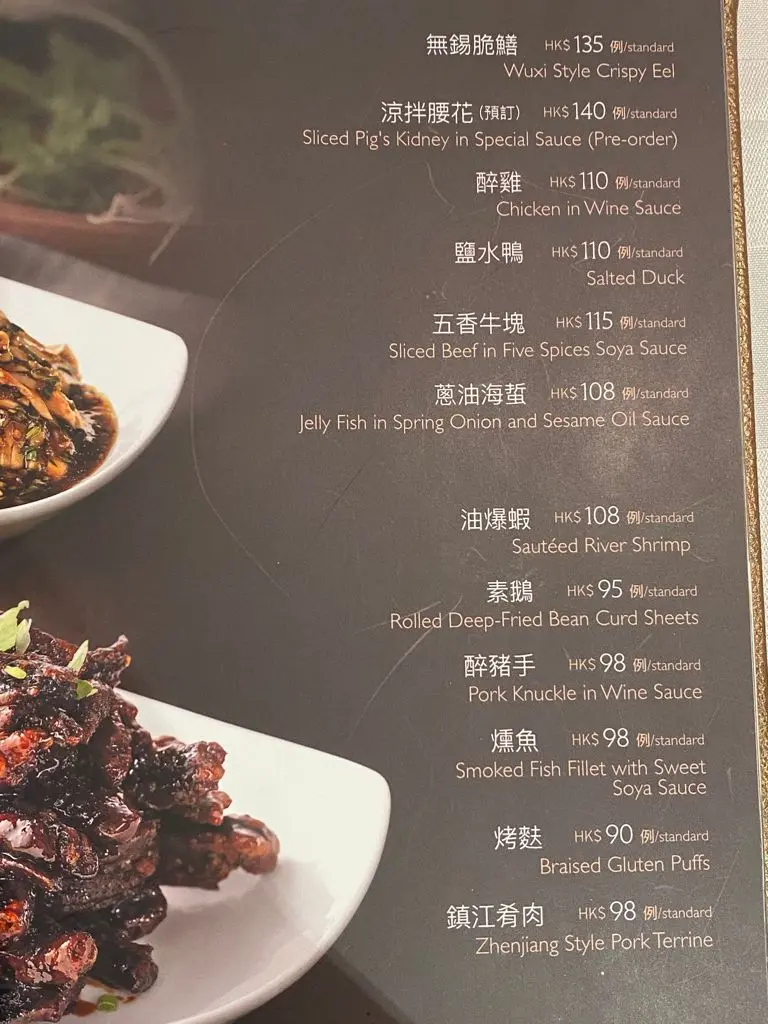 無錫脆鱔 HK$ 135 例/standard
Wuxi Style Crispy Eel
涼拌腰花 (預訂) HK$ 140 例/standard
Sliced Pig's Kidney in Special Sauce (Pre-order)
醉雞 HK$ 110 例/standard
Chicken in Wine Sauce
鹽水鴨 HK$ 110 例/standard
Salted Duck
五香牛塊 HK$ 115 例/standard
Sliced Beef in Five Spices Soya Sauce
蔥油海蜇 HK$ 108 例/standard
Jelly Fish in Spring Onion and Sesame Oil Sauce
油爆蝦 HK$ 108 例/standard
Sautéed River Shrimp
素鵝 HK$ 95 例/standard
Rolled Deep-Fried Bean Curd Sheets
醉豬手 HK$ 98 例/standard
Pork Knuckle in Wine Sauce
燻魚 HK$ 98 例/standard
Smoked Fish Fillet with Sweet
Soya Sauce
烤麩 HK$ 90 例/standard
Braised Gluten Puffs
鎮江肴肉 HK$ 98 例/standard
Zhenjiang Style Pork Terrine